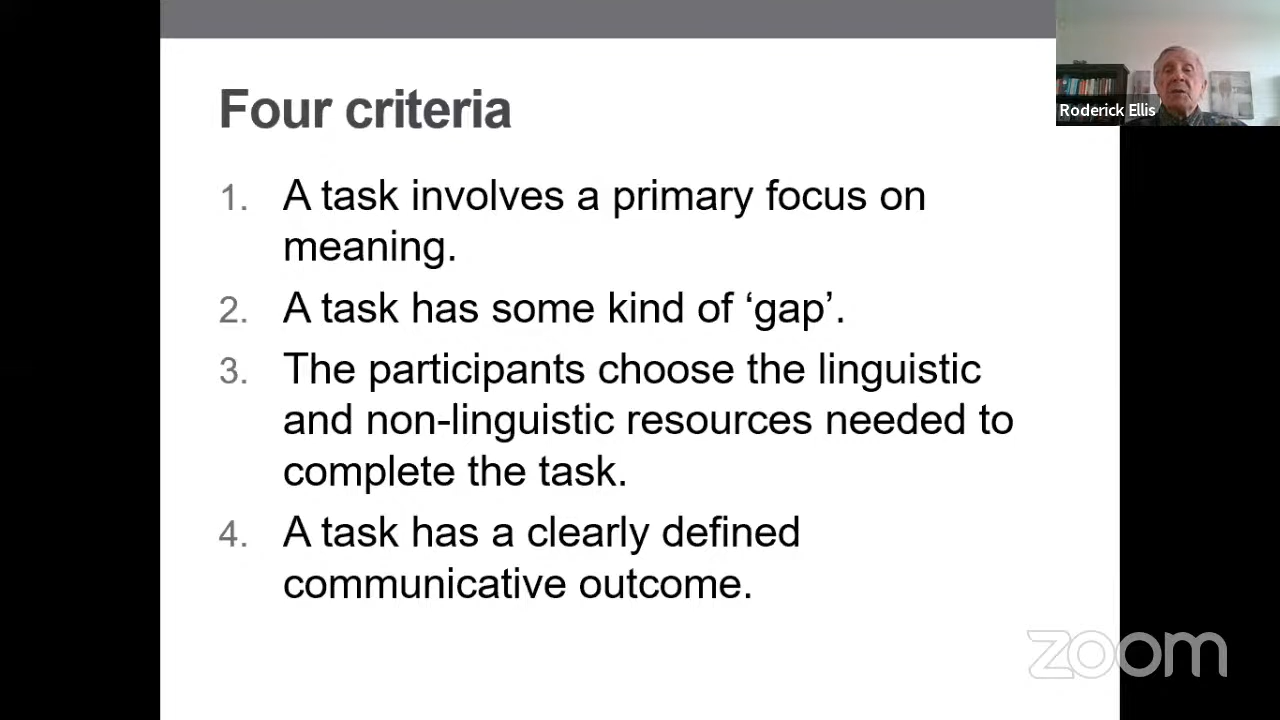 Four criteria
1. A task involves a primary focus on
meaning.
2. A task has some kind of ‘gap’.
3. The participants choose the linguistic
and non-linguistic resources needed to
complete the task.
4. A task has a clearly defined
communicative outcome.
Roderick Ellis
zoom